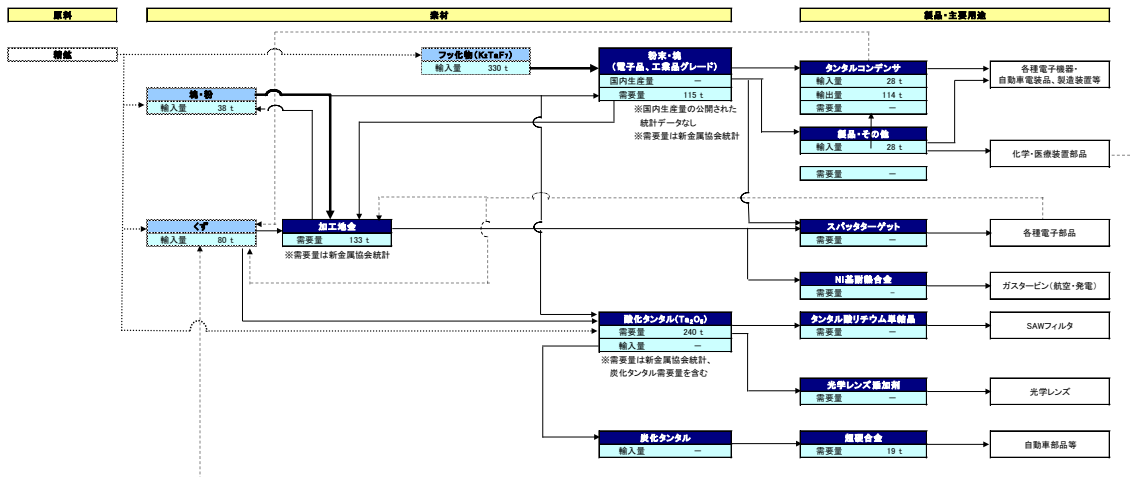 原料
素材
製品・主要用途
精鉱
フッ化物(K₂TaF₇)
輸入量 330 t
粉末・塊
(電子品、工業品グレード)
国内生産量 －
需要量 115 t
※国内生産量の公開された
統計データなし
※需要量は新金属協会統計
タンタルコンデンサ
輸入量 28 t
輸出量 114 t
需要量 －
各種電子機器・
自動車電装品、製造装置等
塊・粉
輸入量 38 t
製品・その他
輸入量 28 t
需要量 －
化学・医療装置部品
くず
輸入量 80 t
加工地金
需要量 133 t
※需要量は新金属協会統計
スパッタターゲット
需要量 －
各種電子部品
NI基耐熱合金
需要量 －
ガスタービン(航空・発電)
酸化タンタル(Ta₂O₅)
需要量 240 t
輸入量 －
※需要量は新金属協会統計、
炭化タンタル需要量を含む
タンタル酸リチウム単結晶
需要量 －
SAWフィルタ
光学レンズ添加剤
需要量 －
光学レンズ
炭化タンタル
輸入量 －
超硬合金
需要量 19 t
自動車部品等